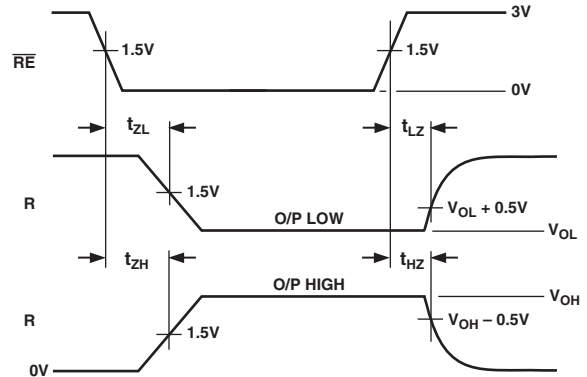 3V
RE
1.5V
1.5V
0V
tZL
tLZ
1.5V
R
O/P LOW
VOL + 0.5V
VOL
tZH
tHZ
O/P HIGH
VOH
R
1.5V
VOH – 0.5V
0V